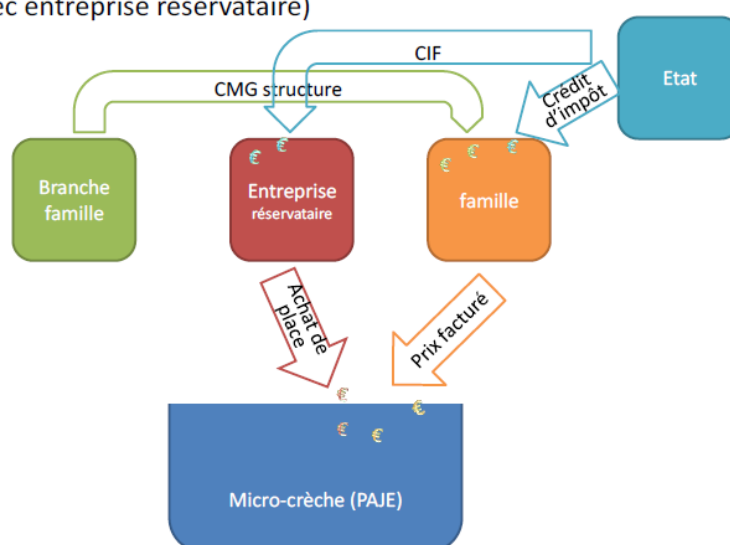 ec entreprise réservataire)
CIF
CMG structure
Etat
Crédit
d'impôt
Branche
famille
Entreprise
réservataire
famille
Achat de
place
Prix facturé
Micro-crèche (PAJE)